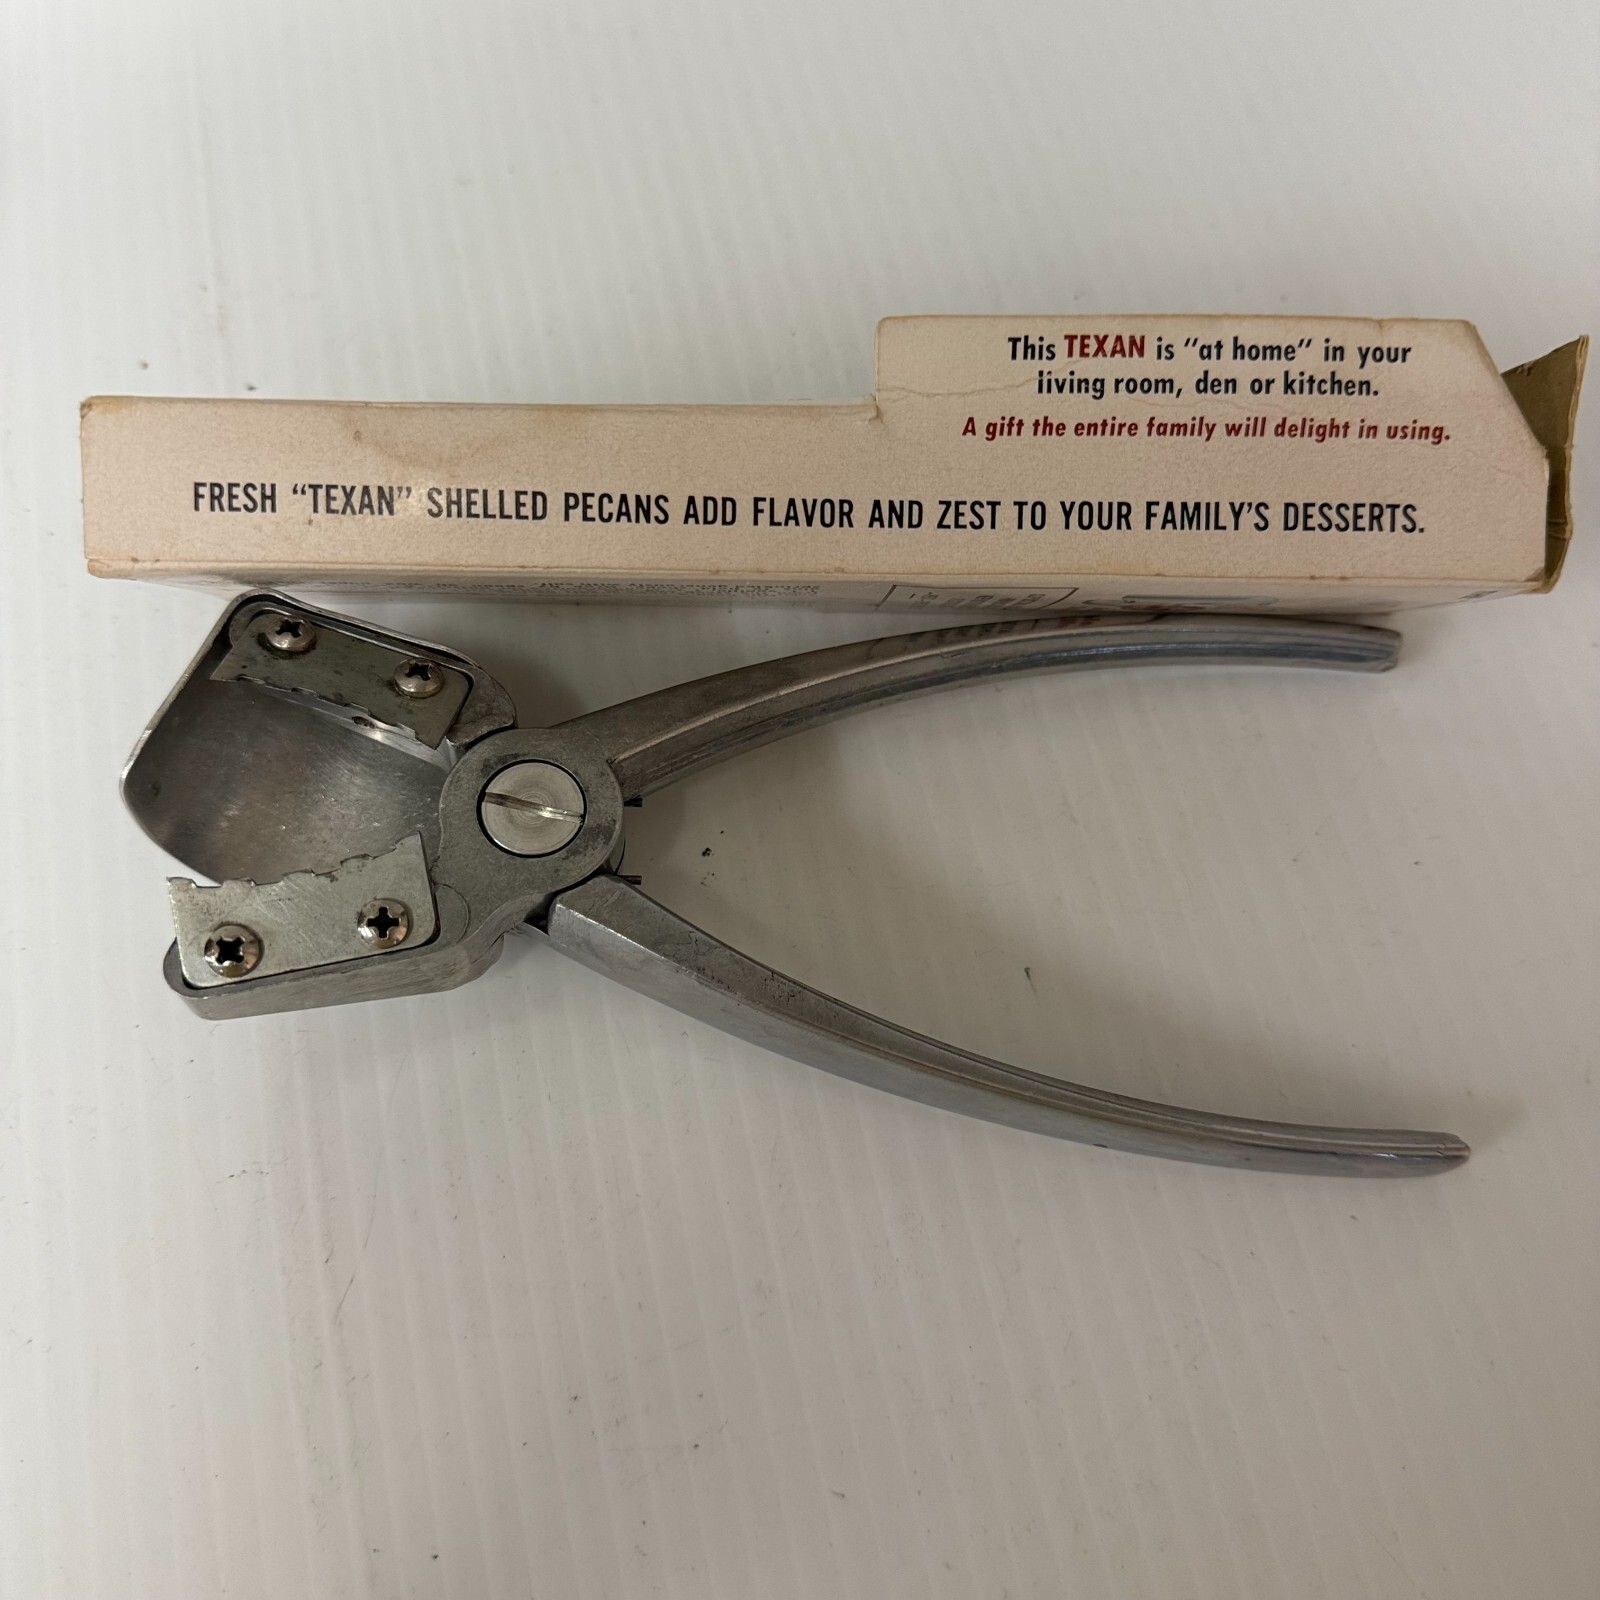 This TEXAN is "at home" in your
living room, den or kitchen.
A gift the entire family will delight in using.
FRESH "TEXAN" SHELLED PECANS ADD FLAVOR AND ZEST TO YOUR FAMILY'S DESSERTS.